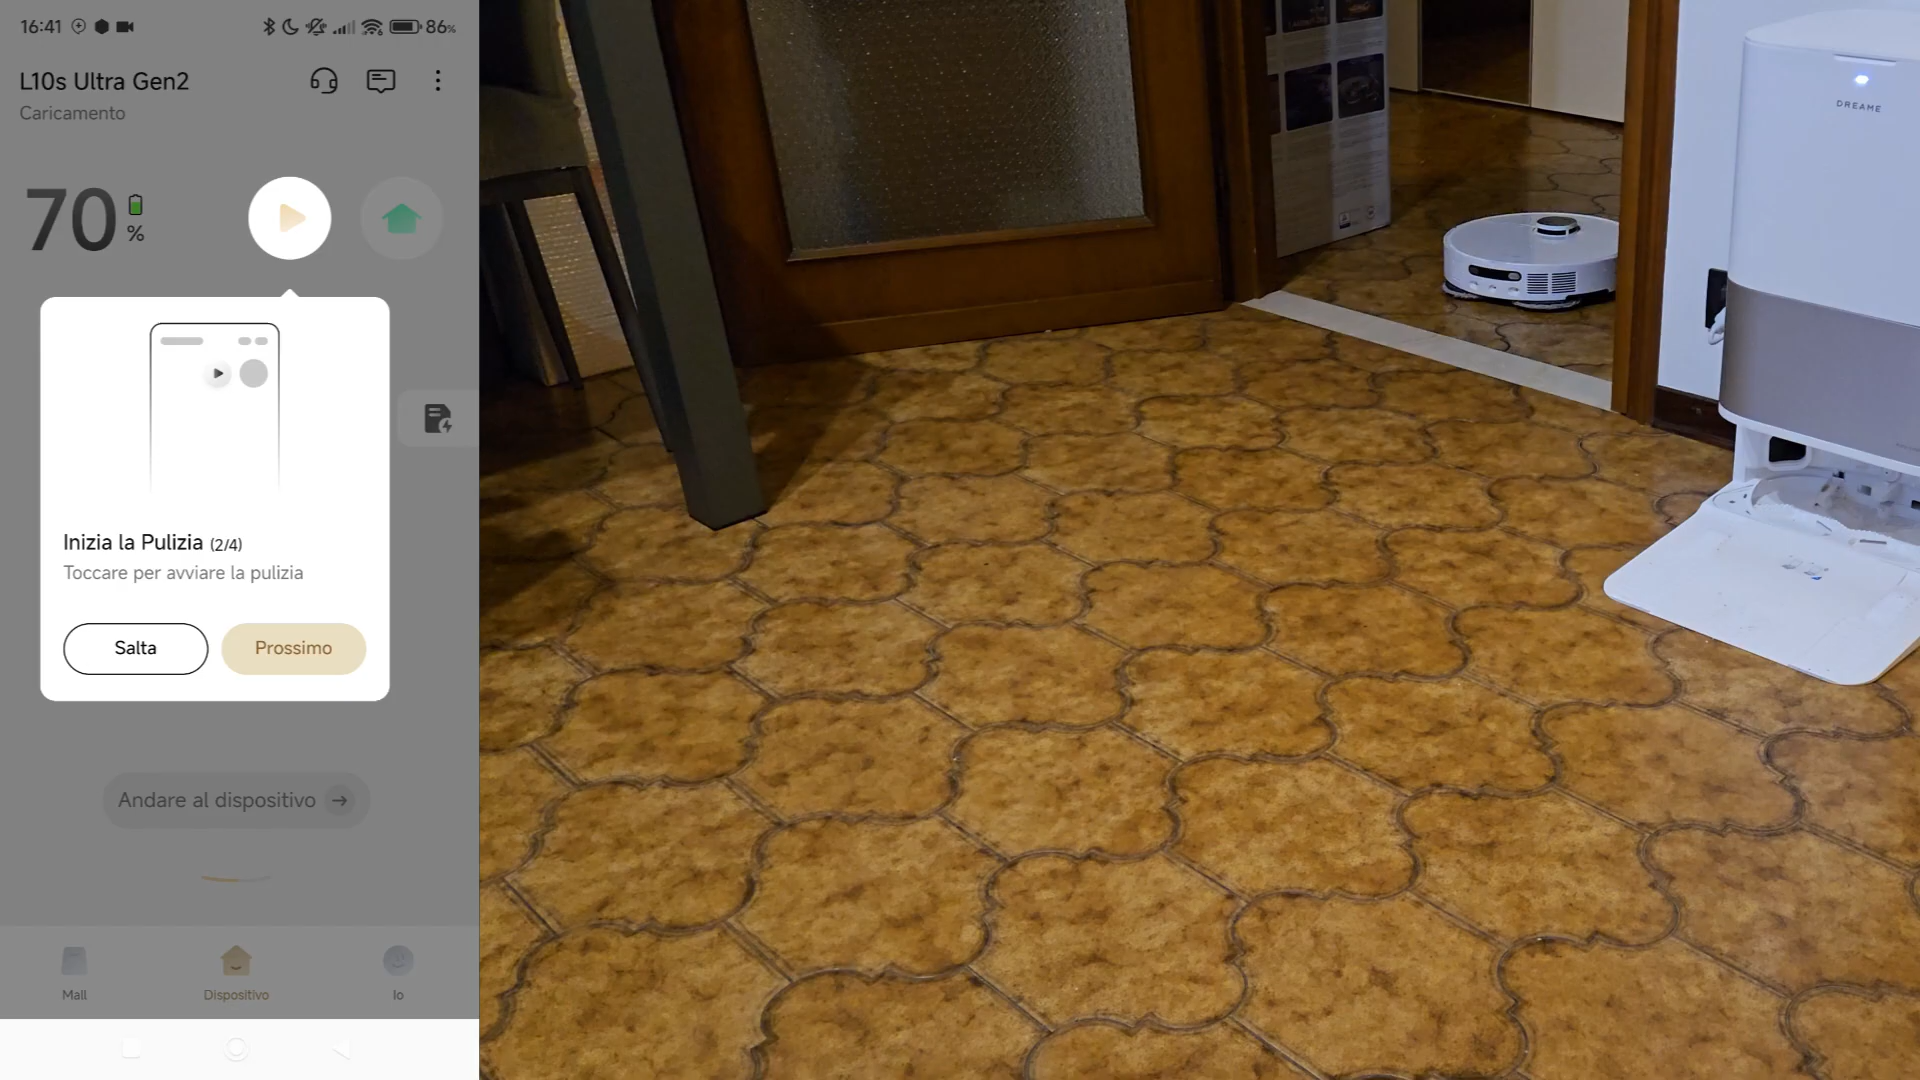 16:41
86%
L10s Ultra Gen2
Caricamento
70%
Inizia la Pulizia (2/4)
Toccare per avviare la pulizia
Salta
Prossimo
Andare al dispositivo →
Mall
Dispositivo
Io
DREAME